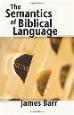 The Semantics
of Biblical
Language
James Barr